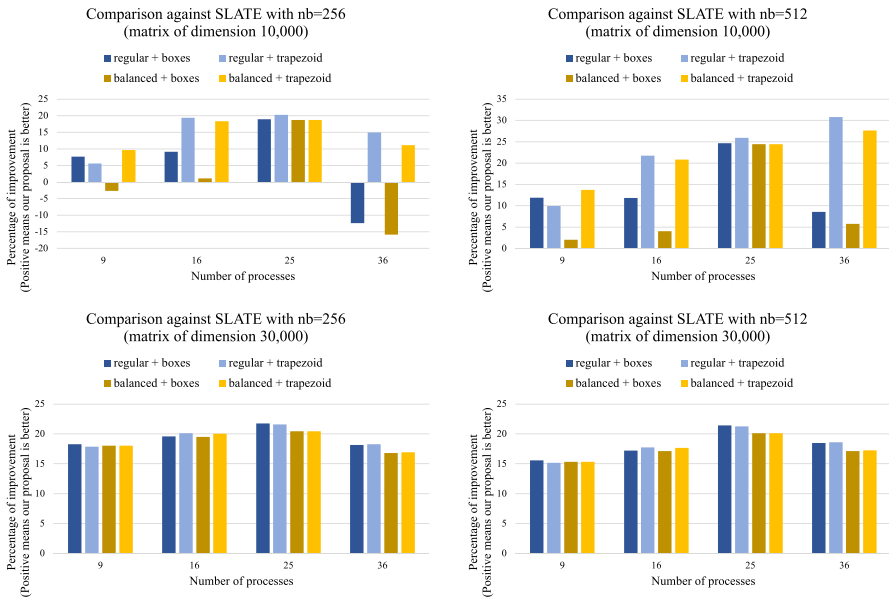 Comparison against SLATE with nb=256
(matrix of dimension 10,000)
regular + boxes
regular + trapezoid
balanced + boxes
balanced + trapezoid
Percentage of improvement
(Positive means our proposal is better)
25
20
15
10
5
0
-5
-10
-15
-20
9
16
25
36
Number of processes
Comparison against SLATE with nb=512
(matrix of dimension 10,000)
regular + boxes
regular + trapezoid
balanced + boxes
balanced + trapezoid
Percentage of improvement
(Positive means our proposal is better)
35
30
25
20
15
10
5
0
9
16
25
36
Number of processes
Comparison against SLATE with nb=256
(matrix of dimension 30,000)
regular + boxes
regular + trapezoid
balanced + boxes
balanced + trapezoid
Percentage of improvement
(Positive means our proposal is better)
25
20
15
10
5
0
9
16
25
36
Number of processes
Comparison against SLATE with nb=512
(matrix of dimension 30,000)
regular + boxes
regular + trapezoid
balanced + boxes
balanced + trapezoid
Percentage of improvement
(Positive means our proposal is better)
25
20
15
10
5
0
9
16
25
36
Number of processes